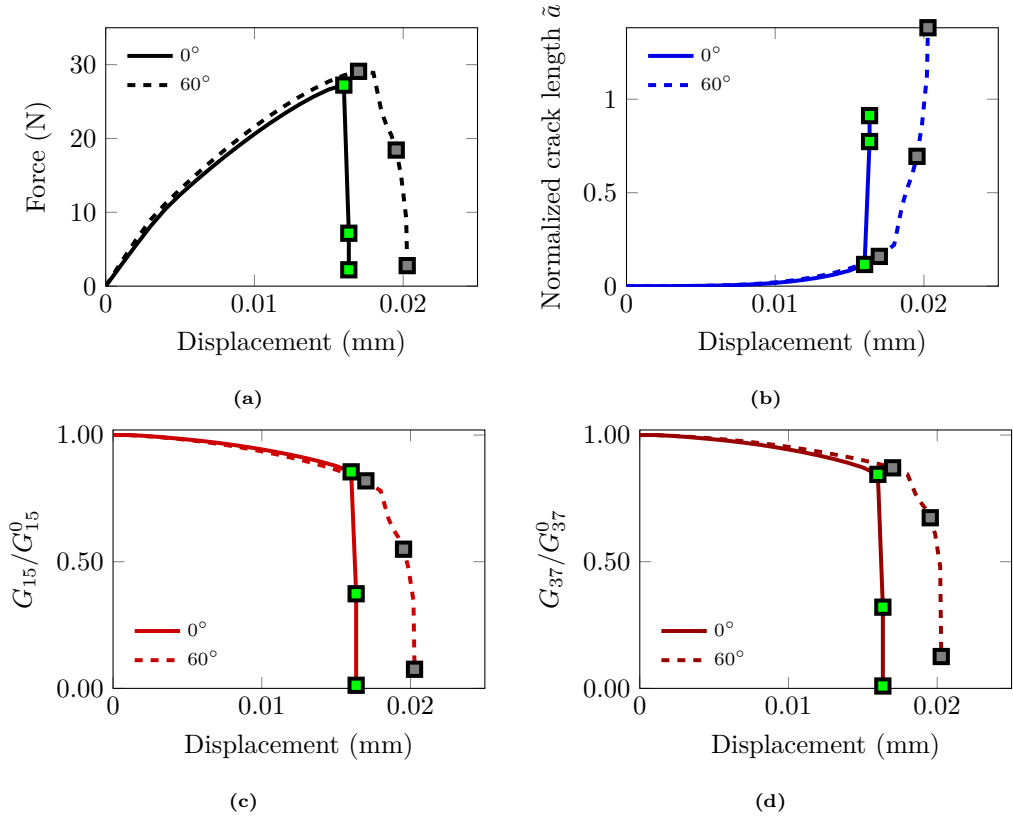 Force (N)
30
20
10
0
0
0.01
0.02
Displacement (mm)
0°
60°
(a)
Normalized crack length ã
1
0.5
0
0
0.01
0.02
Displacement (mm)
0°
60°
(b)
G₁₅/G⁰₁₅
1.00
0.50
0.00
0
0.01
0.02
Displacement (mm)
0°
60°
(c)
G₃₇/G⁰₃₇
1.00
0.50
0.00
0
0.01
0.02
Displacement (mm)
0°
60°
(d)